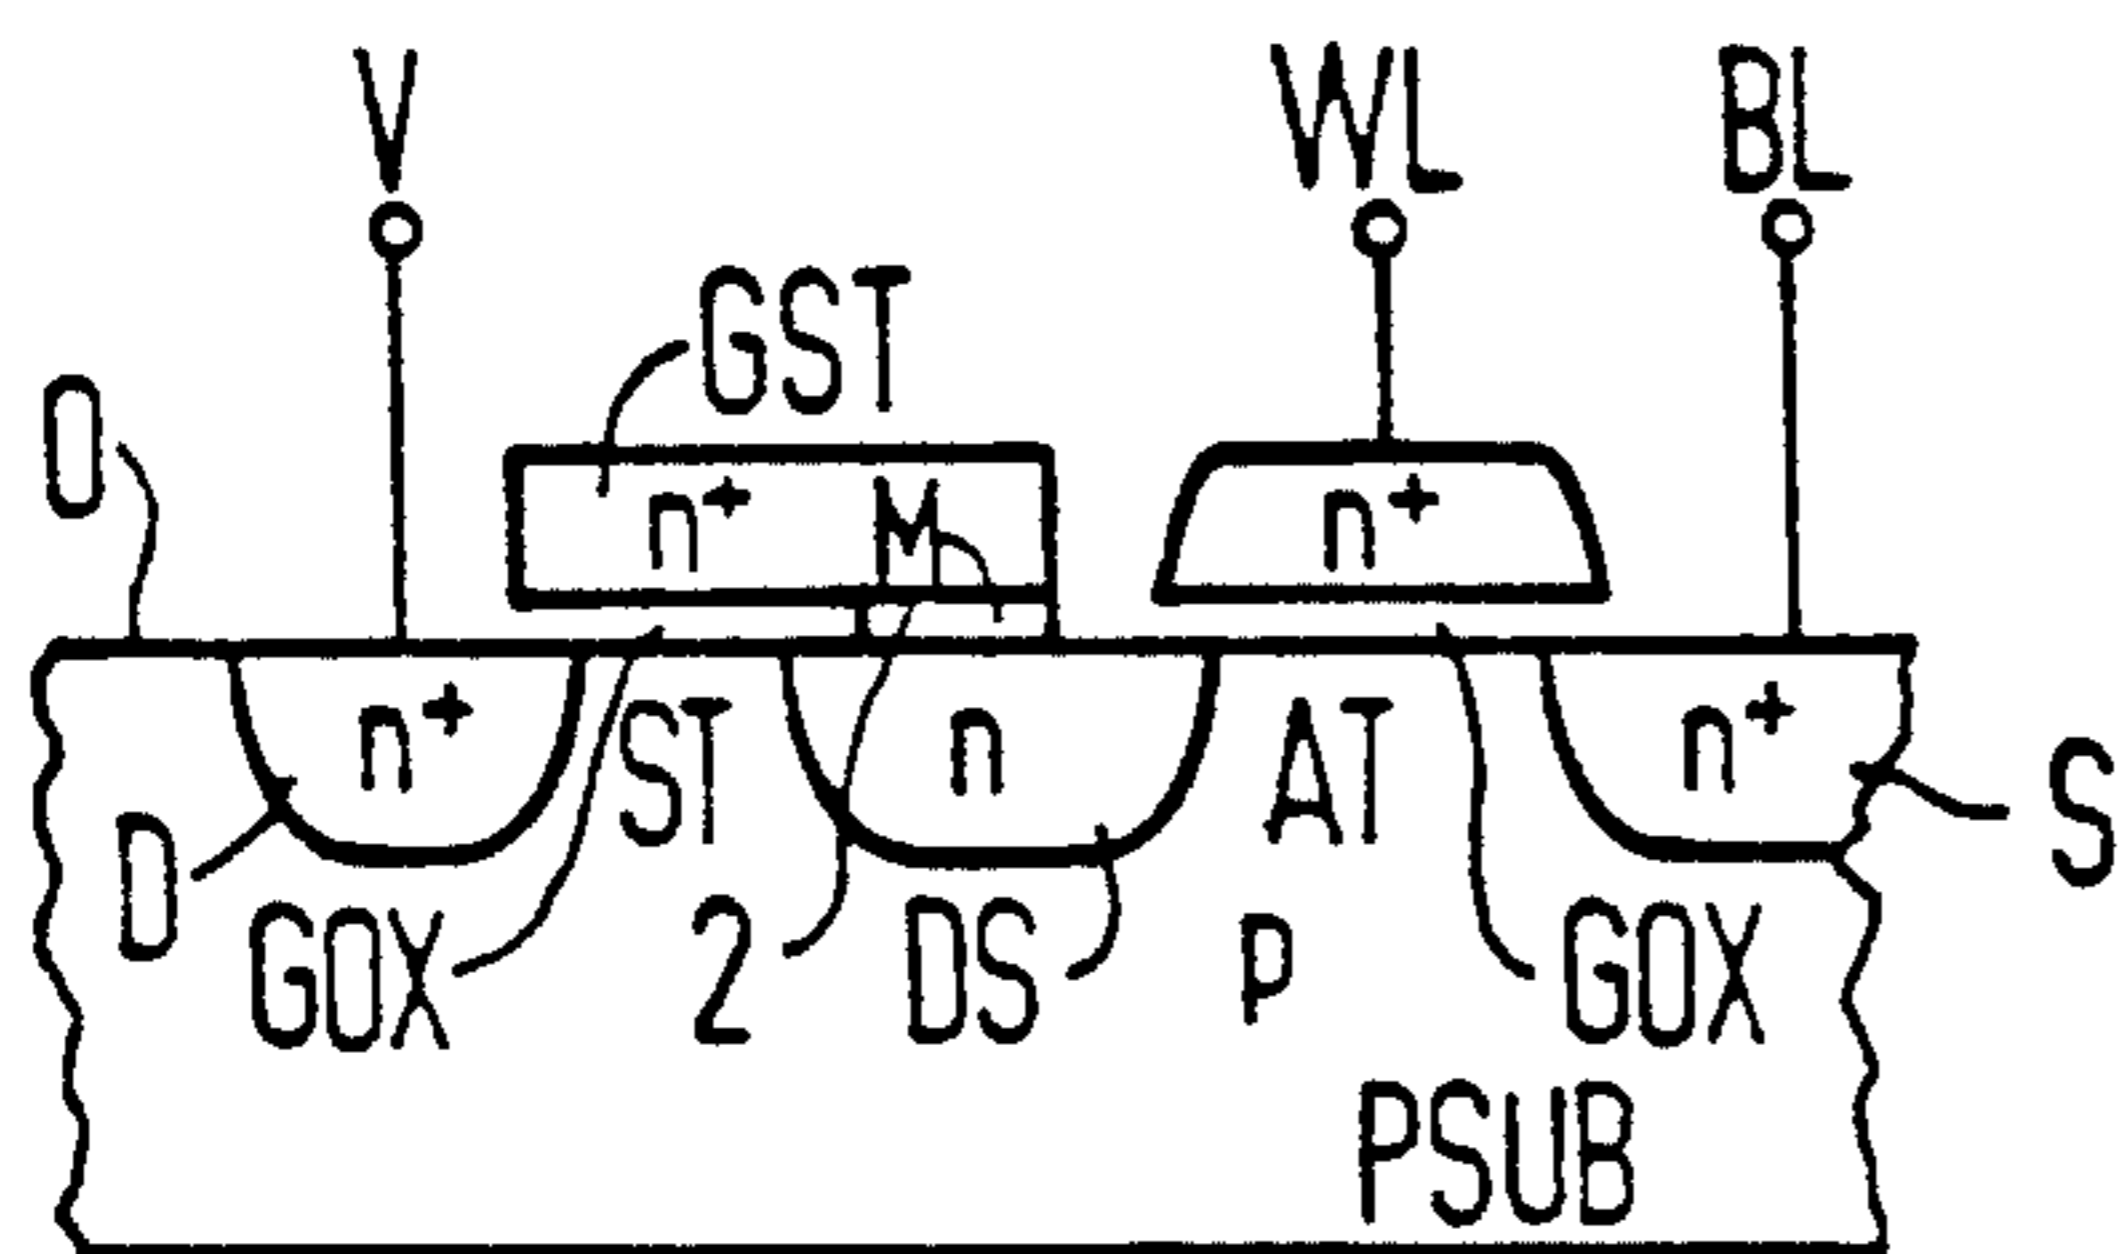 V WL BL
GST
O
n+ M n+
n+ ST n AT n+
D S
GOX 2 DS P GOX
PSUB